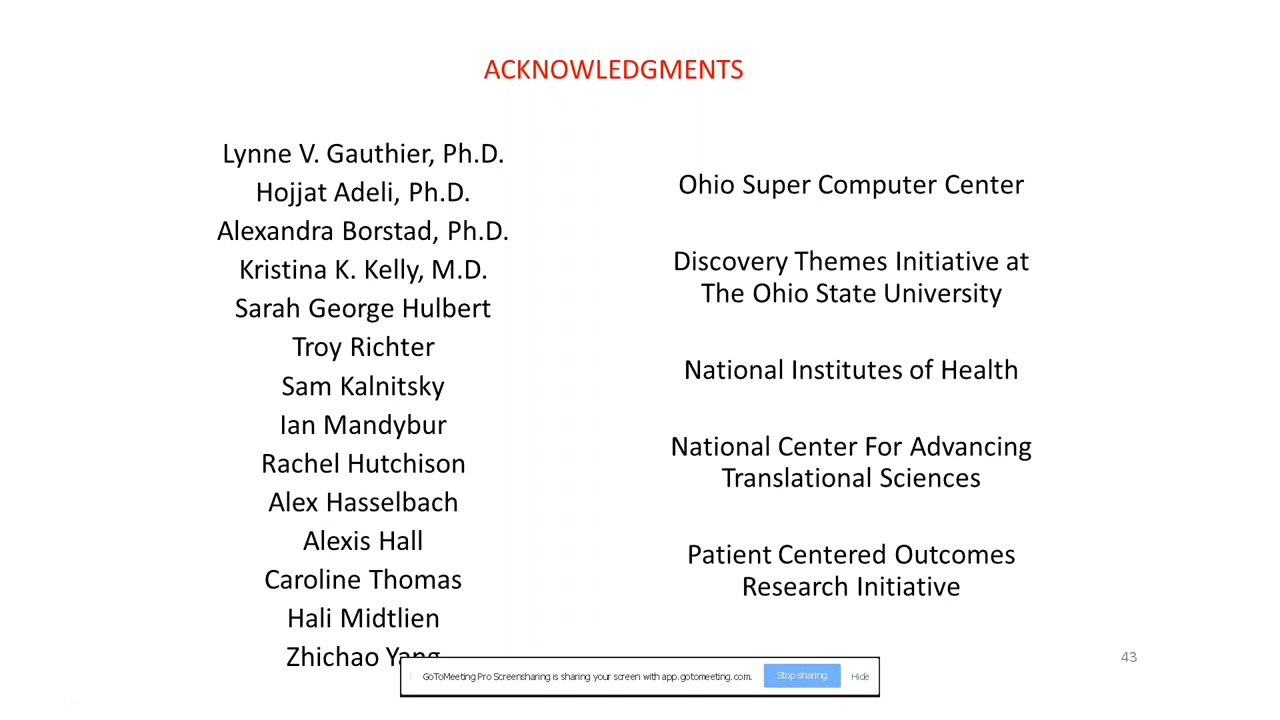 ACKNOWLEDGMENTS
Lynne V. Gauthier, Ph.D.
Hojjat Adeli, Ph.D.
Alexandra Borstad, Ph.D.
Kristina K. Kelly, M.D.
Sarah George Hulbert
Troy Richter
Sam Kalnitsky
Ian Mandybur
Rachel Hutchison
Alex Hasselbach
Alexis Hall
Caroline Thomas
Hali Midtlien
Zhichao Yang
Ohio Super Computer Center
Discovery Themes Initiative at
The Ohio State University
National Institutes of Health
National Center For Advancing
Translational Sciences
Patient Centered Outcomes
Research Initiative
43
GoToMeeting Pro Screensharing is sharing your screen with app.gotomeeting.com.
Stop sharing
Hide